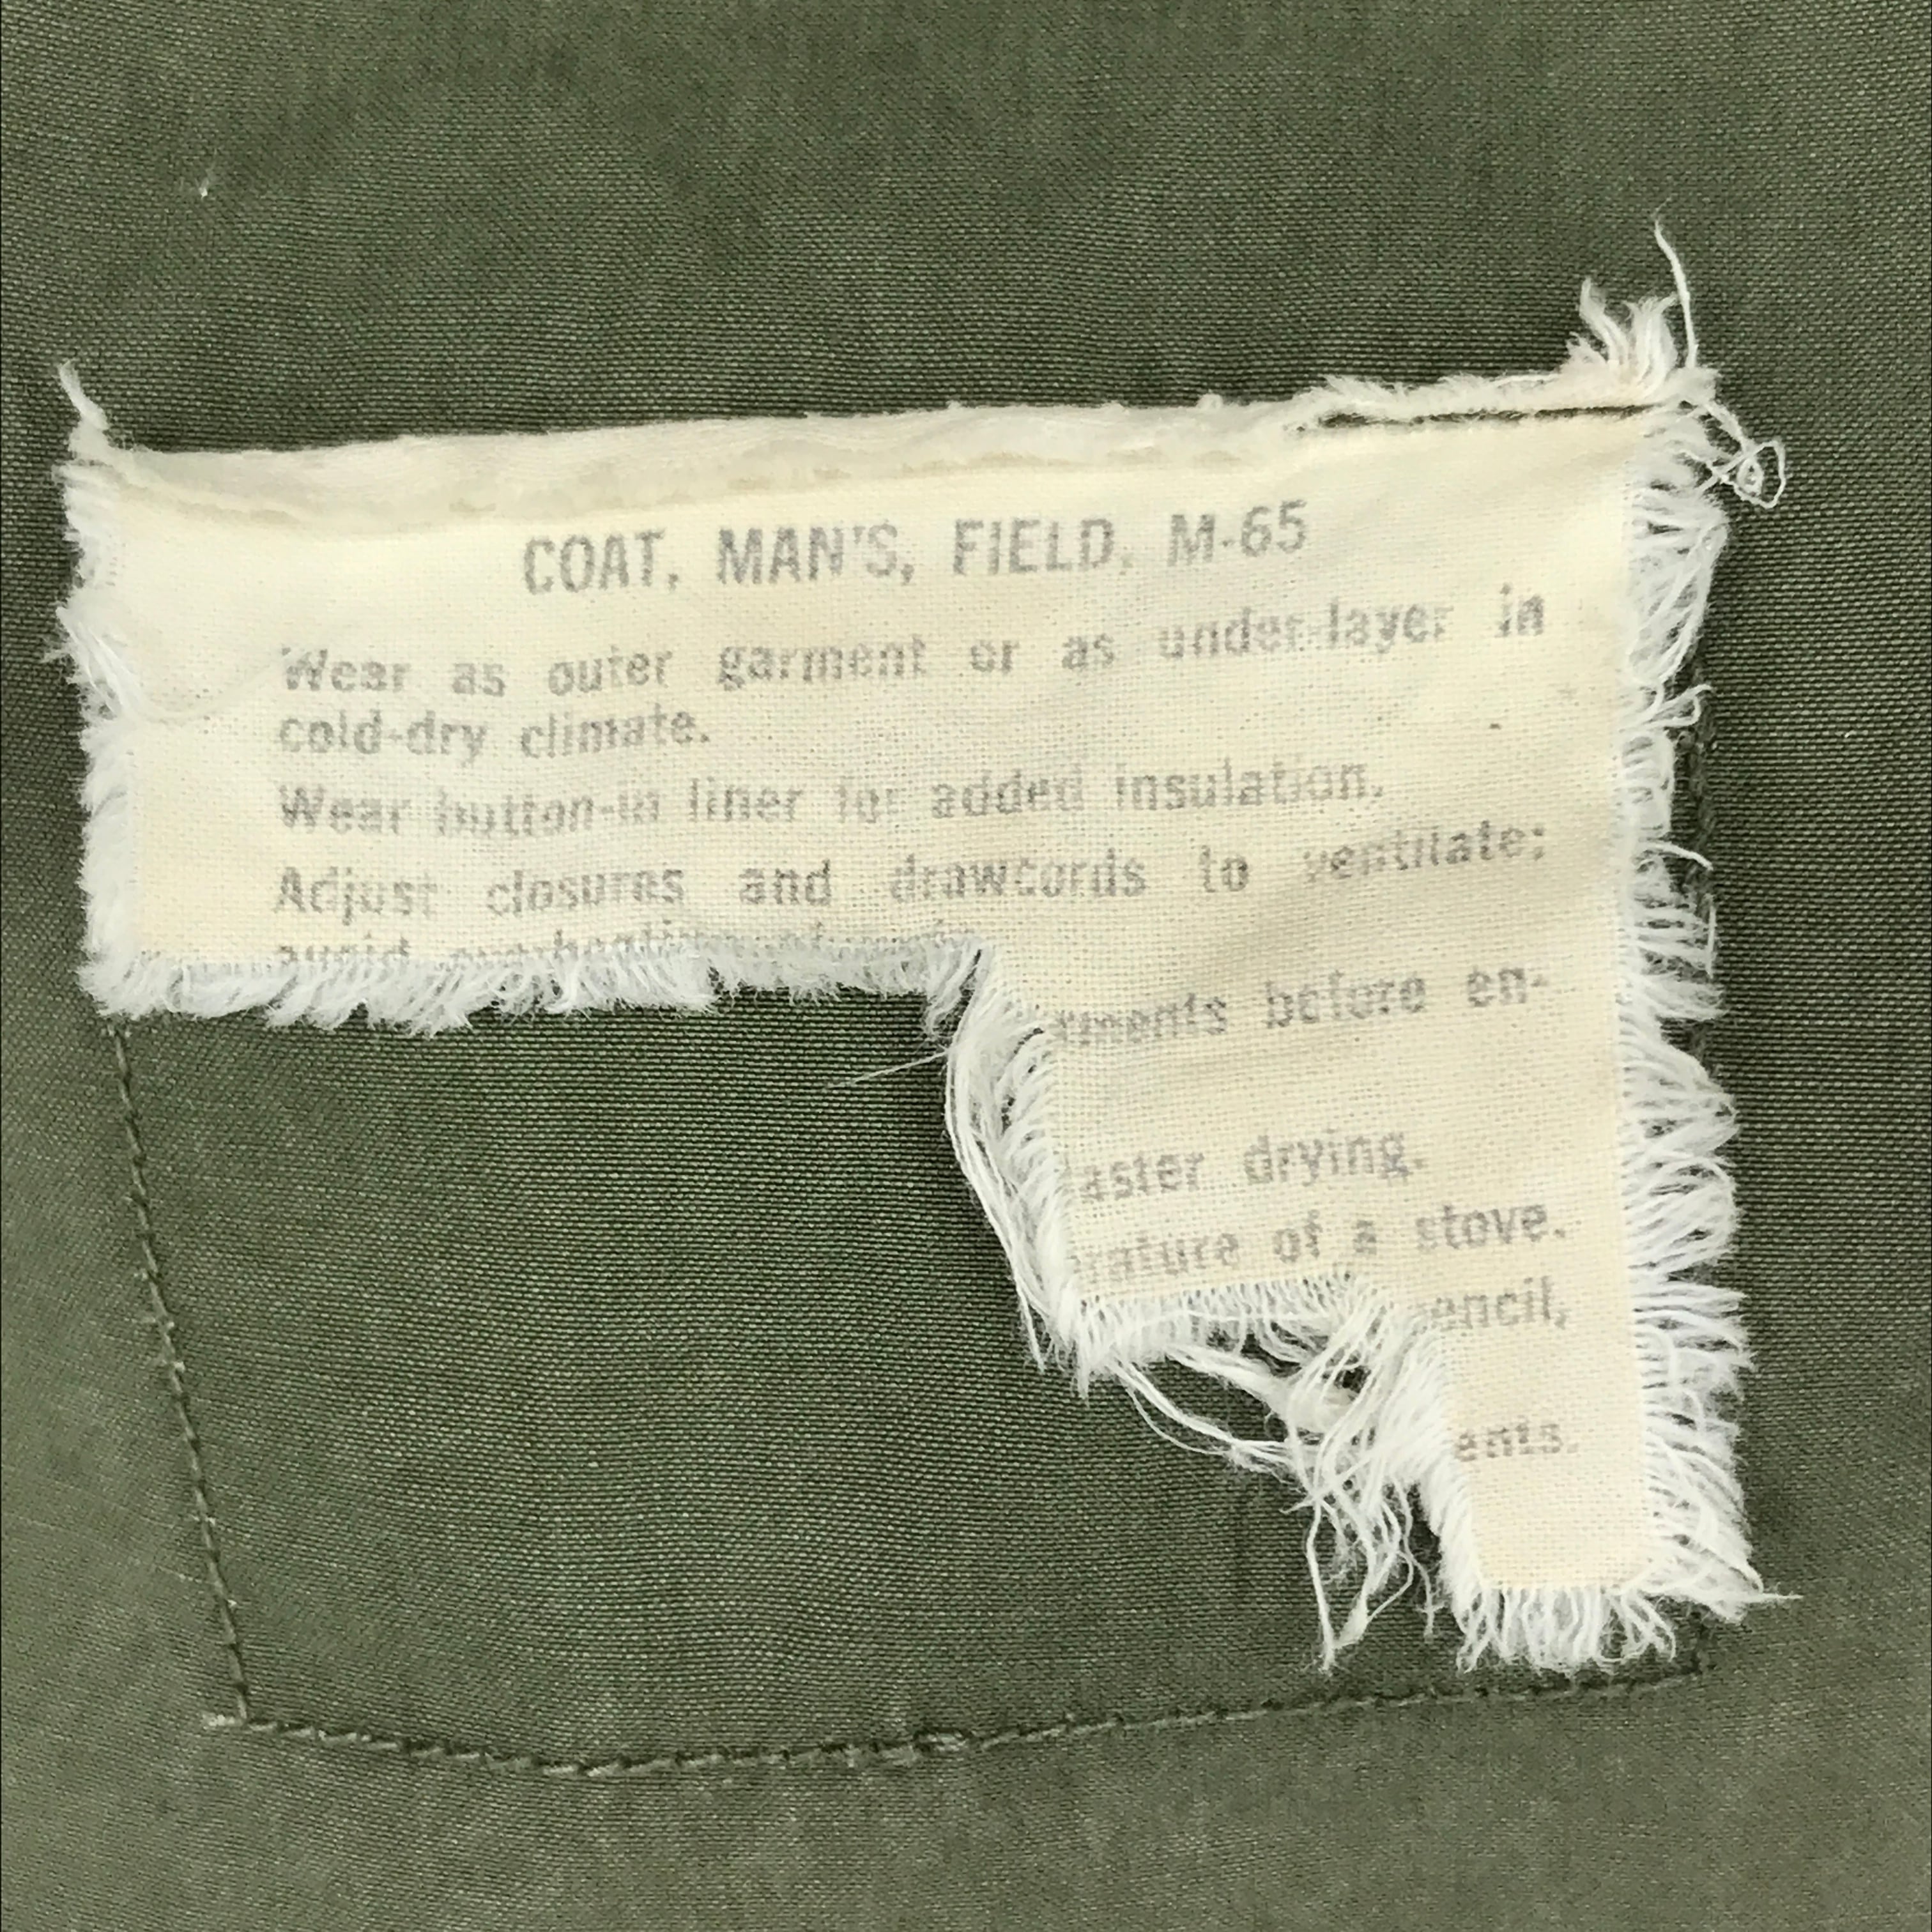 COAT, MAN'S, FIELD, M-65
Wear as outer garment or as under-layer in
cold-dry climate.
Wear button-in liner for added insulation.
Adjust closures and drawcords to ventilate;
avoid overheating
ments before en-
aster drying.
rature of a stove.
encil,
ents.